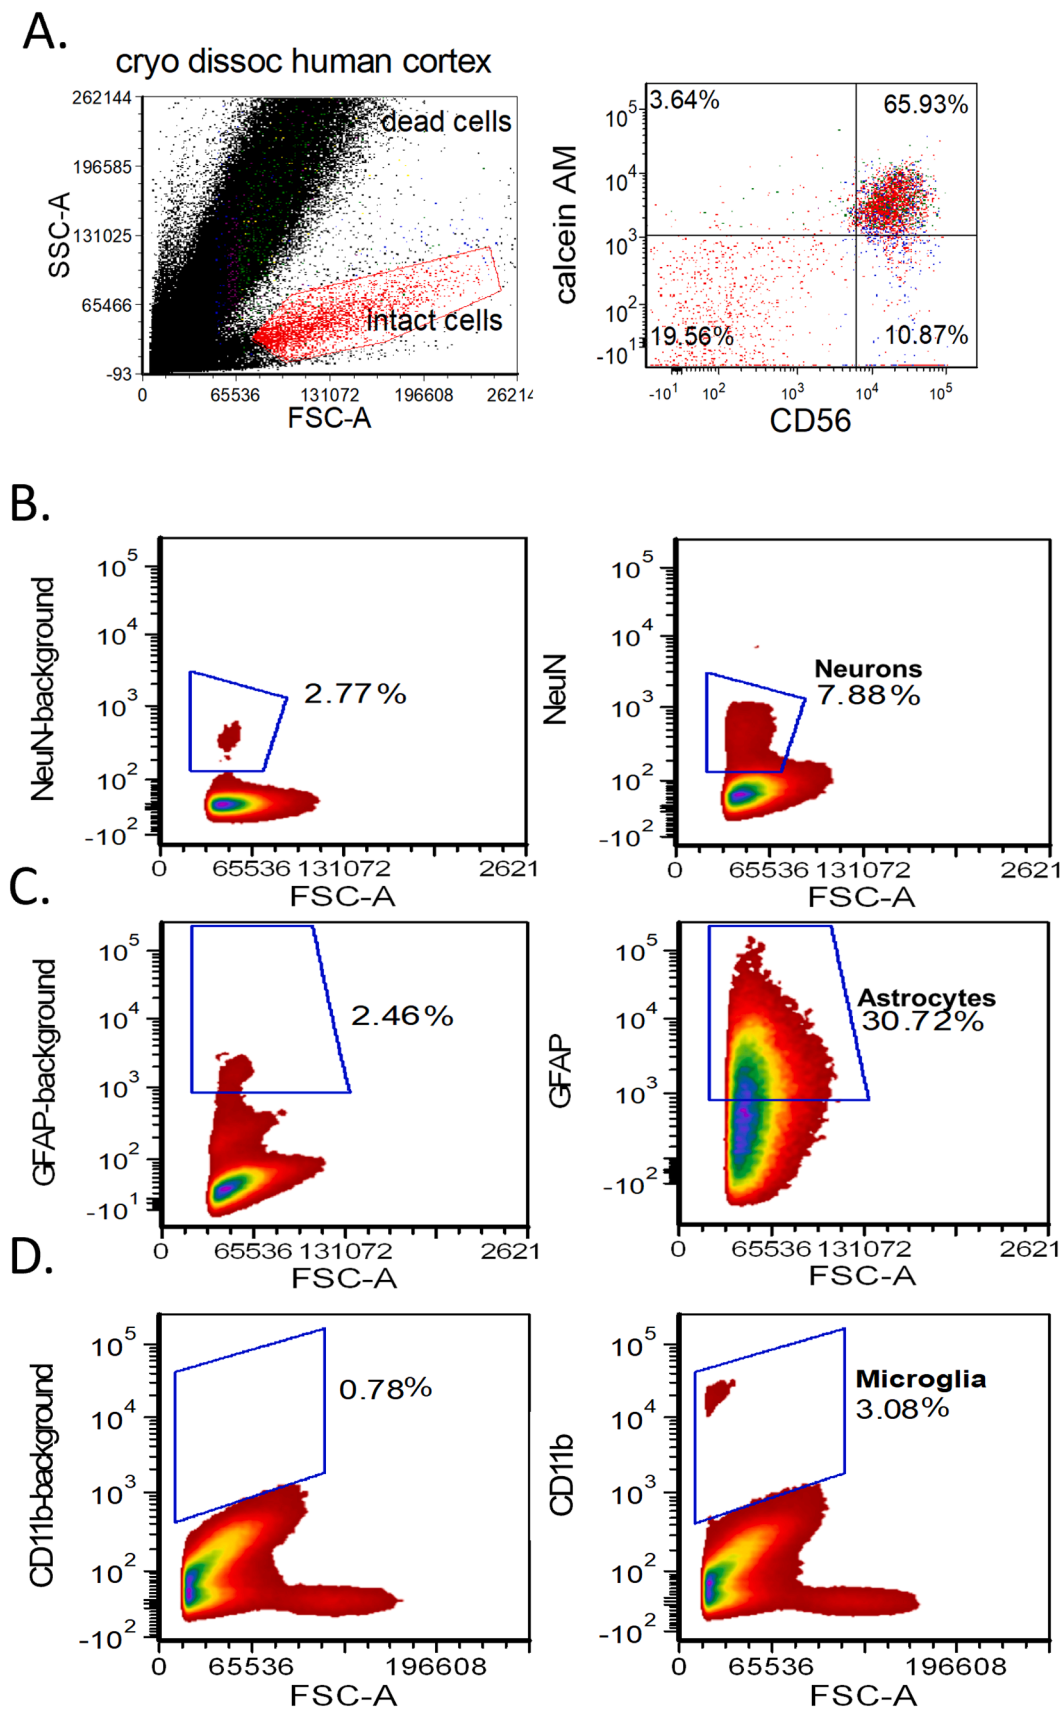 A.
cryo dissoc human cortex
262144
196585
131025
65466
-93
SSC-A
dead cells
intact cells
0 65536 131072 196608 26214
FSC-A
calcein AM
10^5
10^4
10^3
10^2
-10^1
3.64% 65.93%
19.56% 10.87%
-10^1 10^2 10^3 10^4 10^5
CD56
B.
NeuN-background
10^5
10^4
10^3
10^2
-10^2
2.77%
0 65536 131072 2621
FSC-A
NeuN
10^5
10^4
10^3
10^2
-10^2
Neurons
7.88%
0 65536 131072 2621
FSC-A
C.
GFAP-background
10^5
10^4
10^3
10^2
-10^1
2.46%
0 65536 131072 2621
FSC-A
GFAP
10^5
10^4
10^3
-10^2
Astrocytes
30.72%
0 65536 131072 2621
FSC-A
D.
CD11b-background
10^5
10^4
10^3
10^2
-10^2
0.78%
0 65536 196608
FSC-A
CD11b
10^5
10^4
10^3
10^2
-10^2
Microglia
3.08%
0 65536 196608
FSC-A